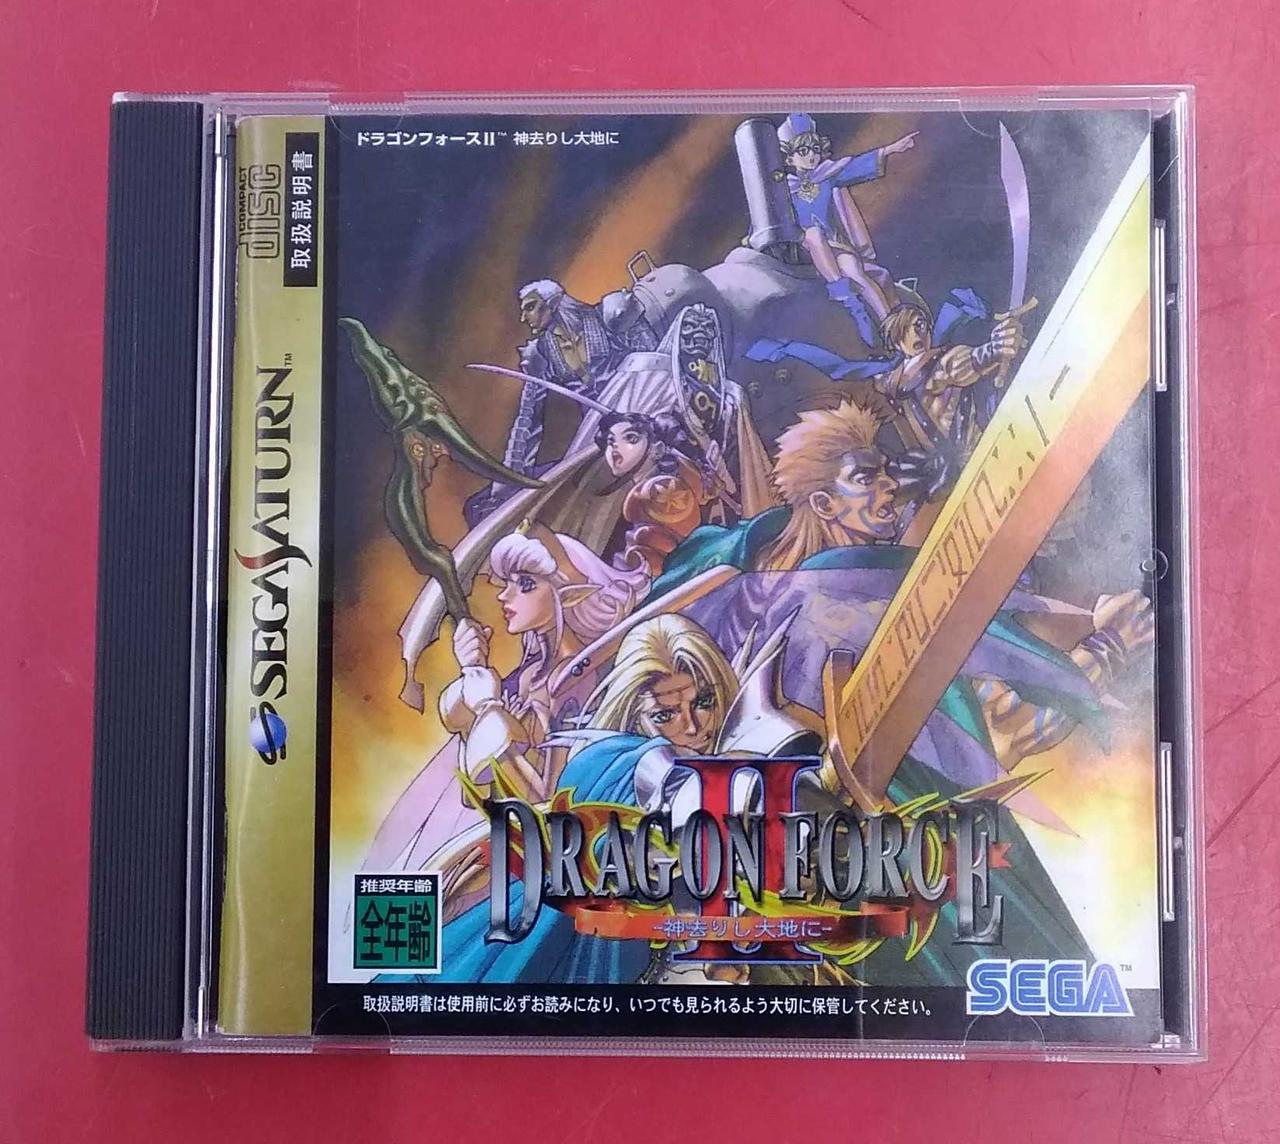 ドラゴンフォースII™ 神去りし大地に
COMPACT
disc
取扱説明書
SEGA SATURN™
DRAGON FORCE
II
-神去りし大地に-
推奨年齢
全年齢
SEGA™
取扱説明書は使用前に必ずお読みになり、いつでも見られるよう大切に保管してください。